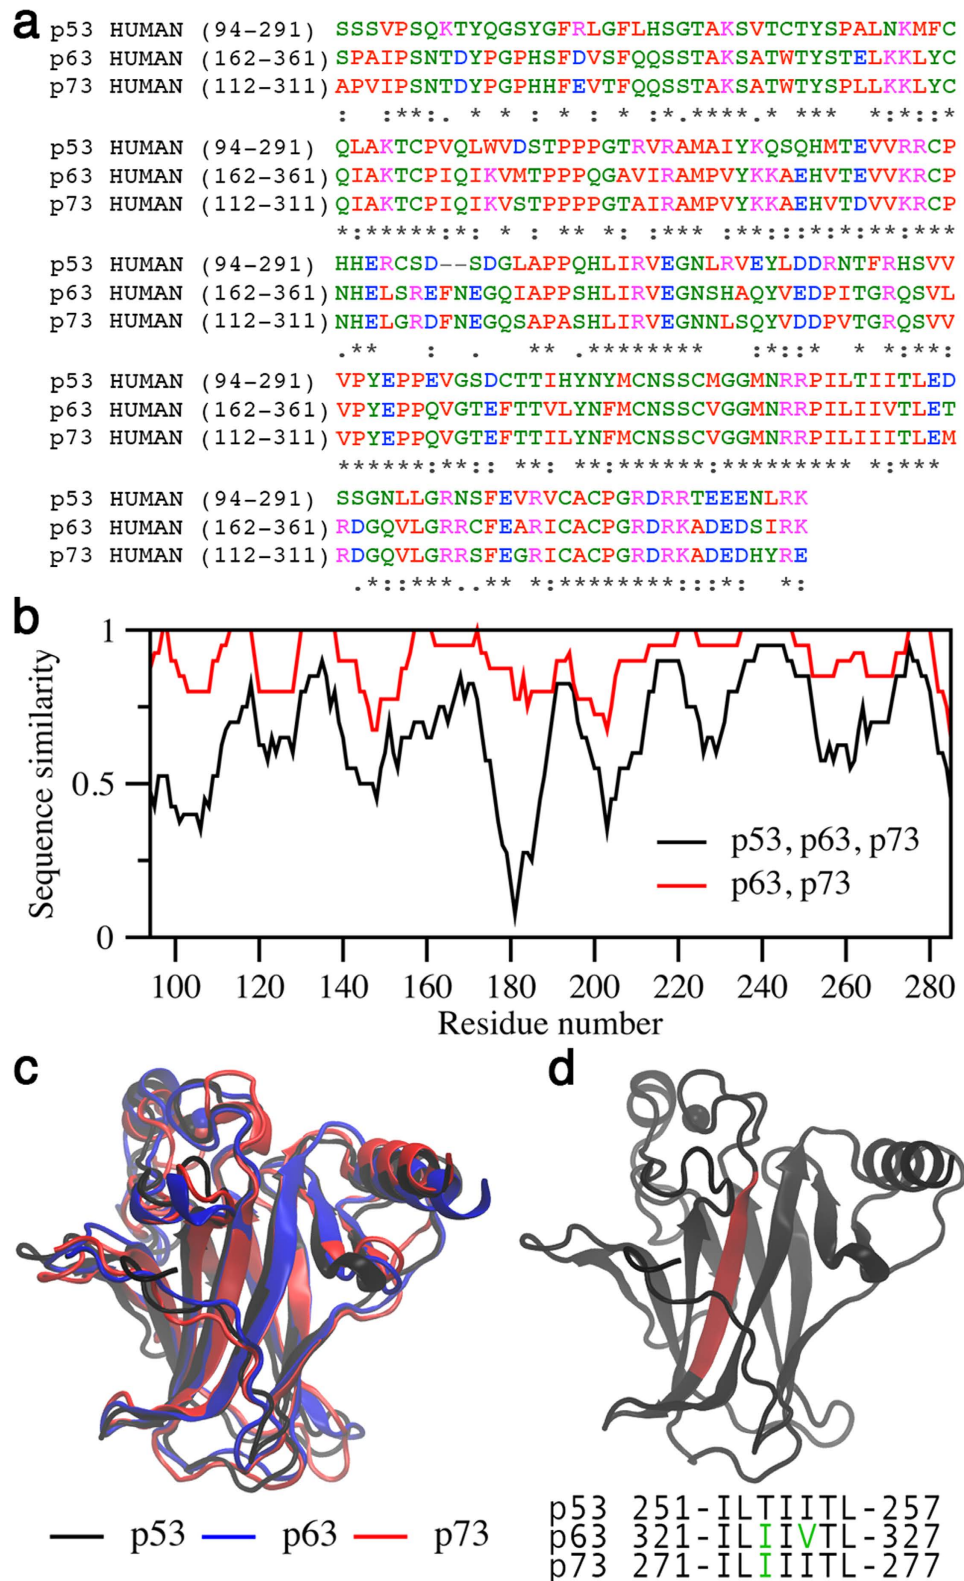 a
p53 HUMAN (94-291) SSSVPSQKTYQGSYGFRLGFLHSGTAKSVTCTYSPALNKMFC
p63 HUMAN (162-361) SPAIPSNTDYPGPHSFDVSFQQSSTAKSATWTYSTELKKLYC
p73 HUMAN (112-311) APVIPSNTDYPGPHHFEVTFQQSSTAKSATWTYSPLLKKLYC
:  :**:. * *  : * :  * :.****.* ***  :*::*
p53 HUMAN (94-291) QLAKTCPVQLWVDSTPPPGTRVRAMAIYKQSQHMTEVVRRCP
p63 HUMAN (162-361) QIAKTCPIQIKVMTPPPQGAVIRAMPVYKKAEHVTEVVKRCP
p73 HUMAN (112-311) QIAKTCPIQIKVSTPPPPGTAIRAMPVYKKAEHVTDVVKRCP
*:*****:*: * : ** *: *** :**::**:*:**:***
p53 HUMAN (94-291) HHERCSD--SDGLAPPQHLIRVEGNLRVEYLDDRNTFRHSVV
p63 HUMAN (162-361) NHELSREFNEGQIAPPSHLIRVEGNSHAQYVEDPITGRQSVL
p73 HUMAN (112-311) NHELGRDFNEGQSAPASHLIRVEGNNLSQYVDDPVTGRQSVV
.**   :  .   ** .********   :*::*  * *:**:
p53 HUMAN (94-291) VPYEPPEVGSDCTTIHYNYMCNSSCMGGMNRRPILTIITLED
p63 HUMAN (162-361) VPYEPPQVGTEFTTVLYNFMCNSSCVGGMNRRPILIIVTLET
p73 HUMAN (112-311) VPYEPPQVGTEFTTILYNFMCNSSCVGGMNRRPILIIITLEM
******:**:: **: **:******:********* *:***
p53 HUMAN (94-291) SSGNLLGRNSFEVRVCACPGRDRRTEEENLRK
p63 HUMAN (162-361) RDGQVLGRRCFEARICACPGRDRKADEDSIRK
p73 HUMAN (112-311) RDGQVLGRRSFEGRICACPGRDRKADEDHYRE
.*::***..** *:********:::*:  *:
b
Sequence similarity
1
0.5
0
p53, p63, p73
p63, p73
100 120 140 160 180 200 220 240 260 280
Residue number
c
d
p53 p63 p73
p53 251-ILTIITL-257
p63 321-ILIIVTL-327
p73 271-ILIIITL-277